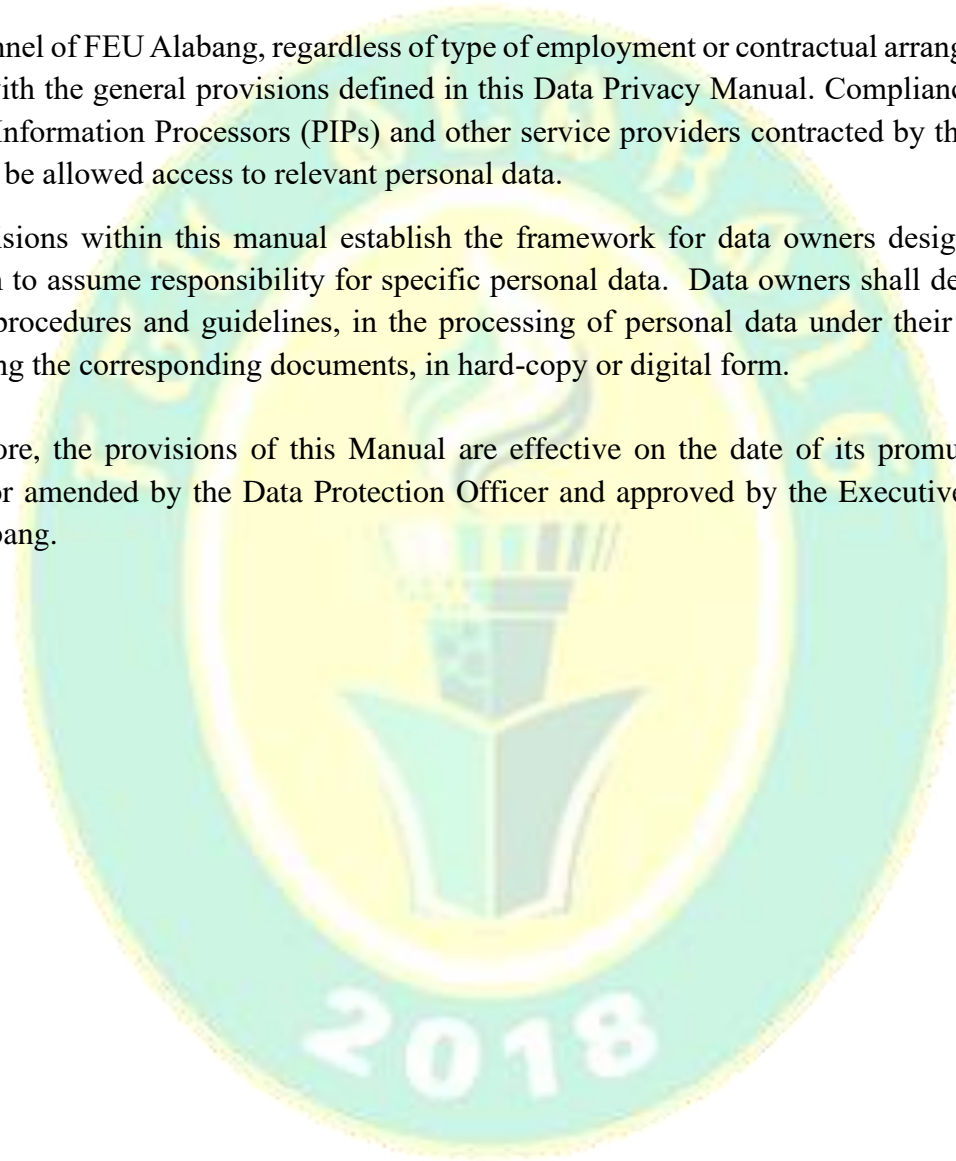 nnel of FEU Alabang, regardless of type of employment or contractual arrang
with the general provisions defined in this Data Privacy Manual. Complianc
Information Processors (PIPs) and other service providers contracted by th
be allowed access to relevant personal data.
isions within this manual establish the framework for data owners desig
n to assume responsibility for specific personal data. Data owners shall de
procedures and guidelines, in the processing of personal data under their
ng the corresponding documents, in hard-copy or digital form.
ore, the provisions of this Manual are effective on the date of its promu
or amended by the Data Protection Officer and approved by the Executive
bang.
FEU ALABANG
2018